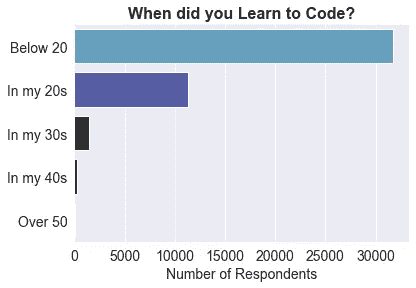 When did you Learn to Code?
Below 20
In my 20s
In my 30s
In my 40s
Over 50
0 5000 10000 15000 20000 25000 30000
Number of Respondents